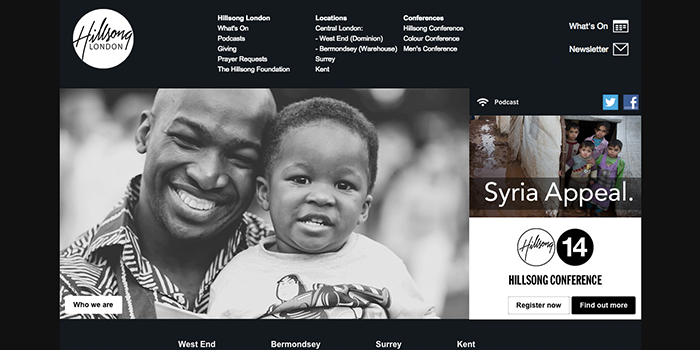 Hillsong
LONDON
Hillsong London
What's On
Podcasts
Giving
Prayer Requests
The Hillsong Foundation
Locations
Central London:
- West End (Dominion)
- Bermondsey (Warehouse)
Surrey
Kent
Conferences
Hillsong Conference
Colour Conference
Men's Conference
What's On
Newsletter
Podcast
Syria Appeal.
Hillsong
14
HILLSONG CONFERENCE
Register now
Find out more
Who we are
West End
Bermondsey
Surrey
Kent